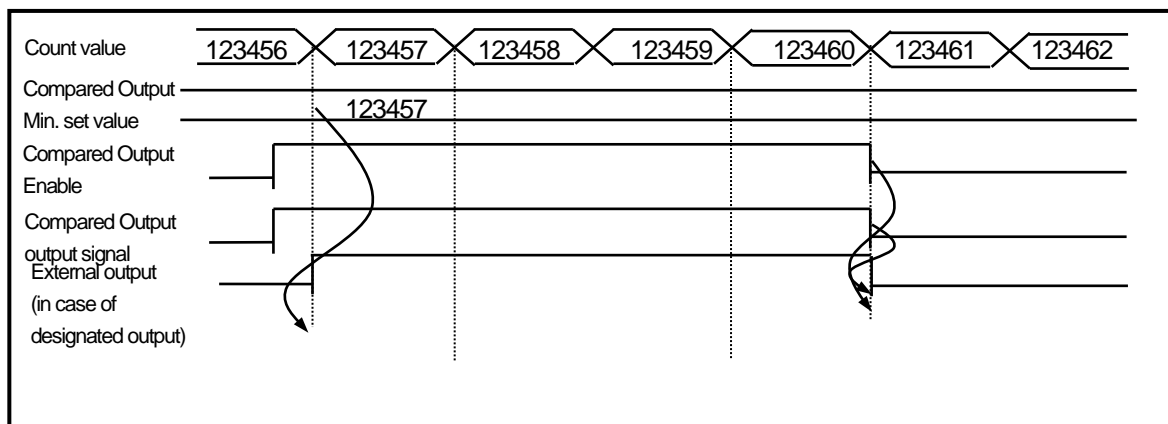 Count value
123456 123457 123458 123459 123460 123461 123462
Compared Output
Min. set value
123457
Compared Output
Enable
Compared Output
output signal
External output
(in case of
designated output)